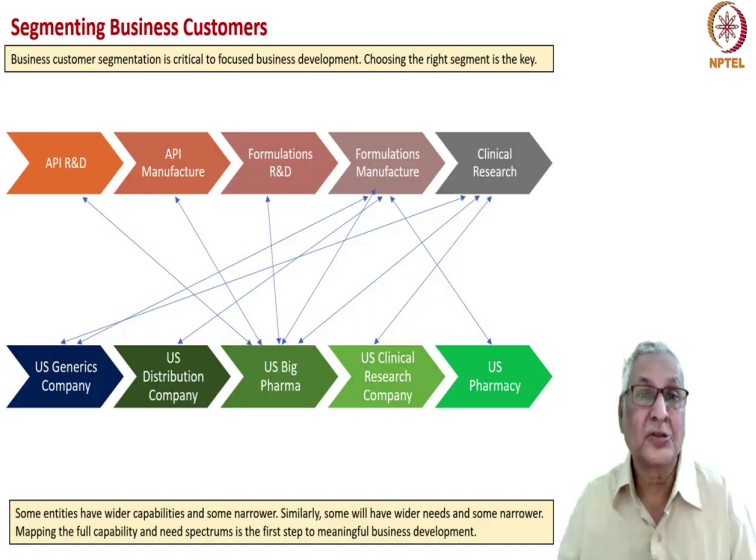 Segmenting Business Customers
NPTEL
Business customer segmentation is critical to focused business development. Choosing the right segment is the key.
API R&D
API
Manufacture
Formulations
R&D
Formulations
Manufacture
Clinical
Research
US Generics
Company
US
Distribution
Company
US Big
Pharma
US Clinical
Research
Company
US
Pharmacy
Some entities have wider capabilities and some narrower. Similarly, some will have wider needs and some narrower.
Mapping the full capability and need spectrums is the first step to meaningful business development.